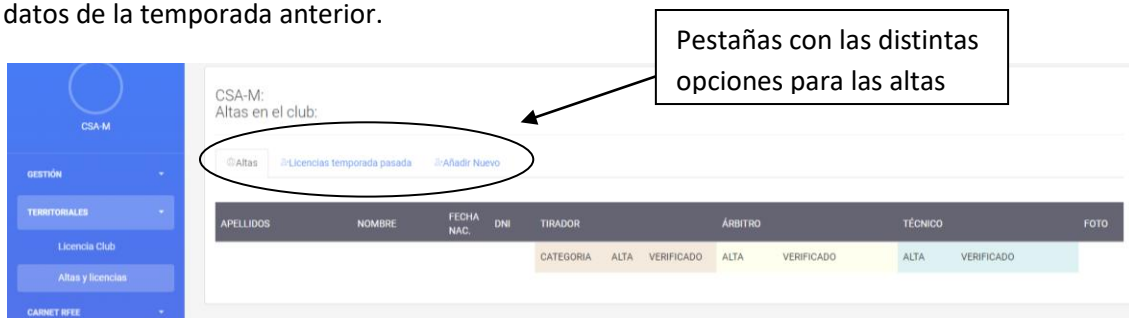 datos de la temporada anterior.
Pestañas con las distintas
opciones para las altas
CSA-M
GESTIÓN
TERRITORIALES
Licencia Club
Altas y licencias
CARNET RFEE
CSA-M:
Altas en el club:
Altas Licencias temporada pasada Añadir Nuevo
APELLIDOS NOMBRE FECHA NAC. DNI TIRADOR ÁRBITRO TÉCNICO FOTO
CATEGORIA ALTA VERIFICADO ALTA VERIFICADO ALTA VERIFICADO